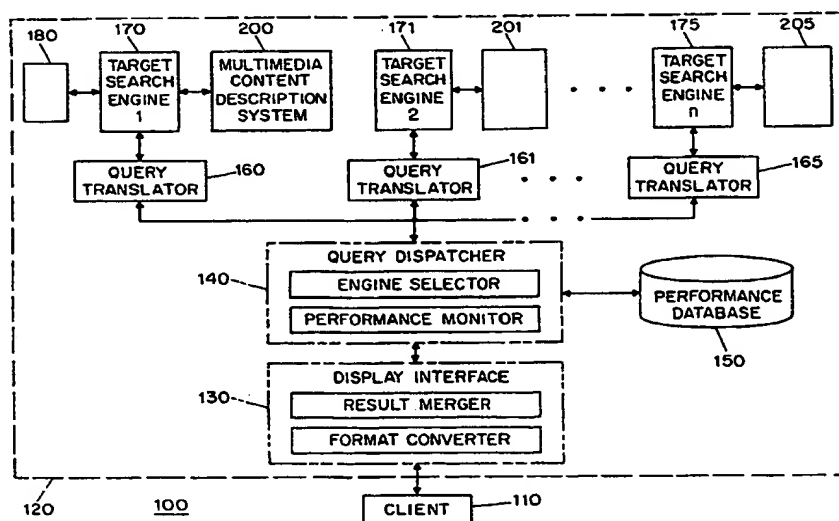 180
170
200
171
201
175
205
TARGET
SEARCH
ENGINE
1
MULTIMEDIA
CONTENT
DESCRIPTION
SYSTEM
TARGET
SEARCH
ENGINE
2
TARGET
SEARCH
ENGINE n
QUERY
TRANSLATOR
160
QUERY
TRANSLATOR
161
QUERY
TRANSLATOR
165
QUERY DISPATCHER
140
ENGINE SELECTOR
PERFORMANCE MONITOR
PERFORMANCE
DATABASE
150
DISPLAY INTERFACE
130
RESULT MERGER
FORMAT CONVERTER
120
100
CLIENT
110